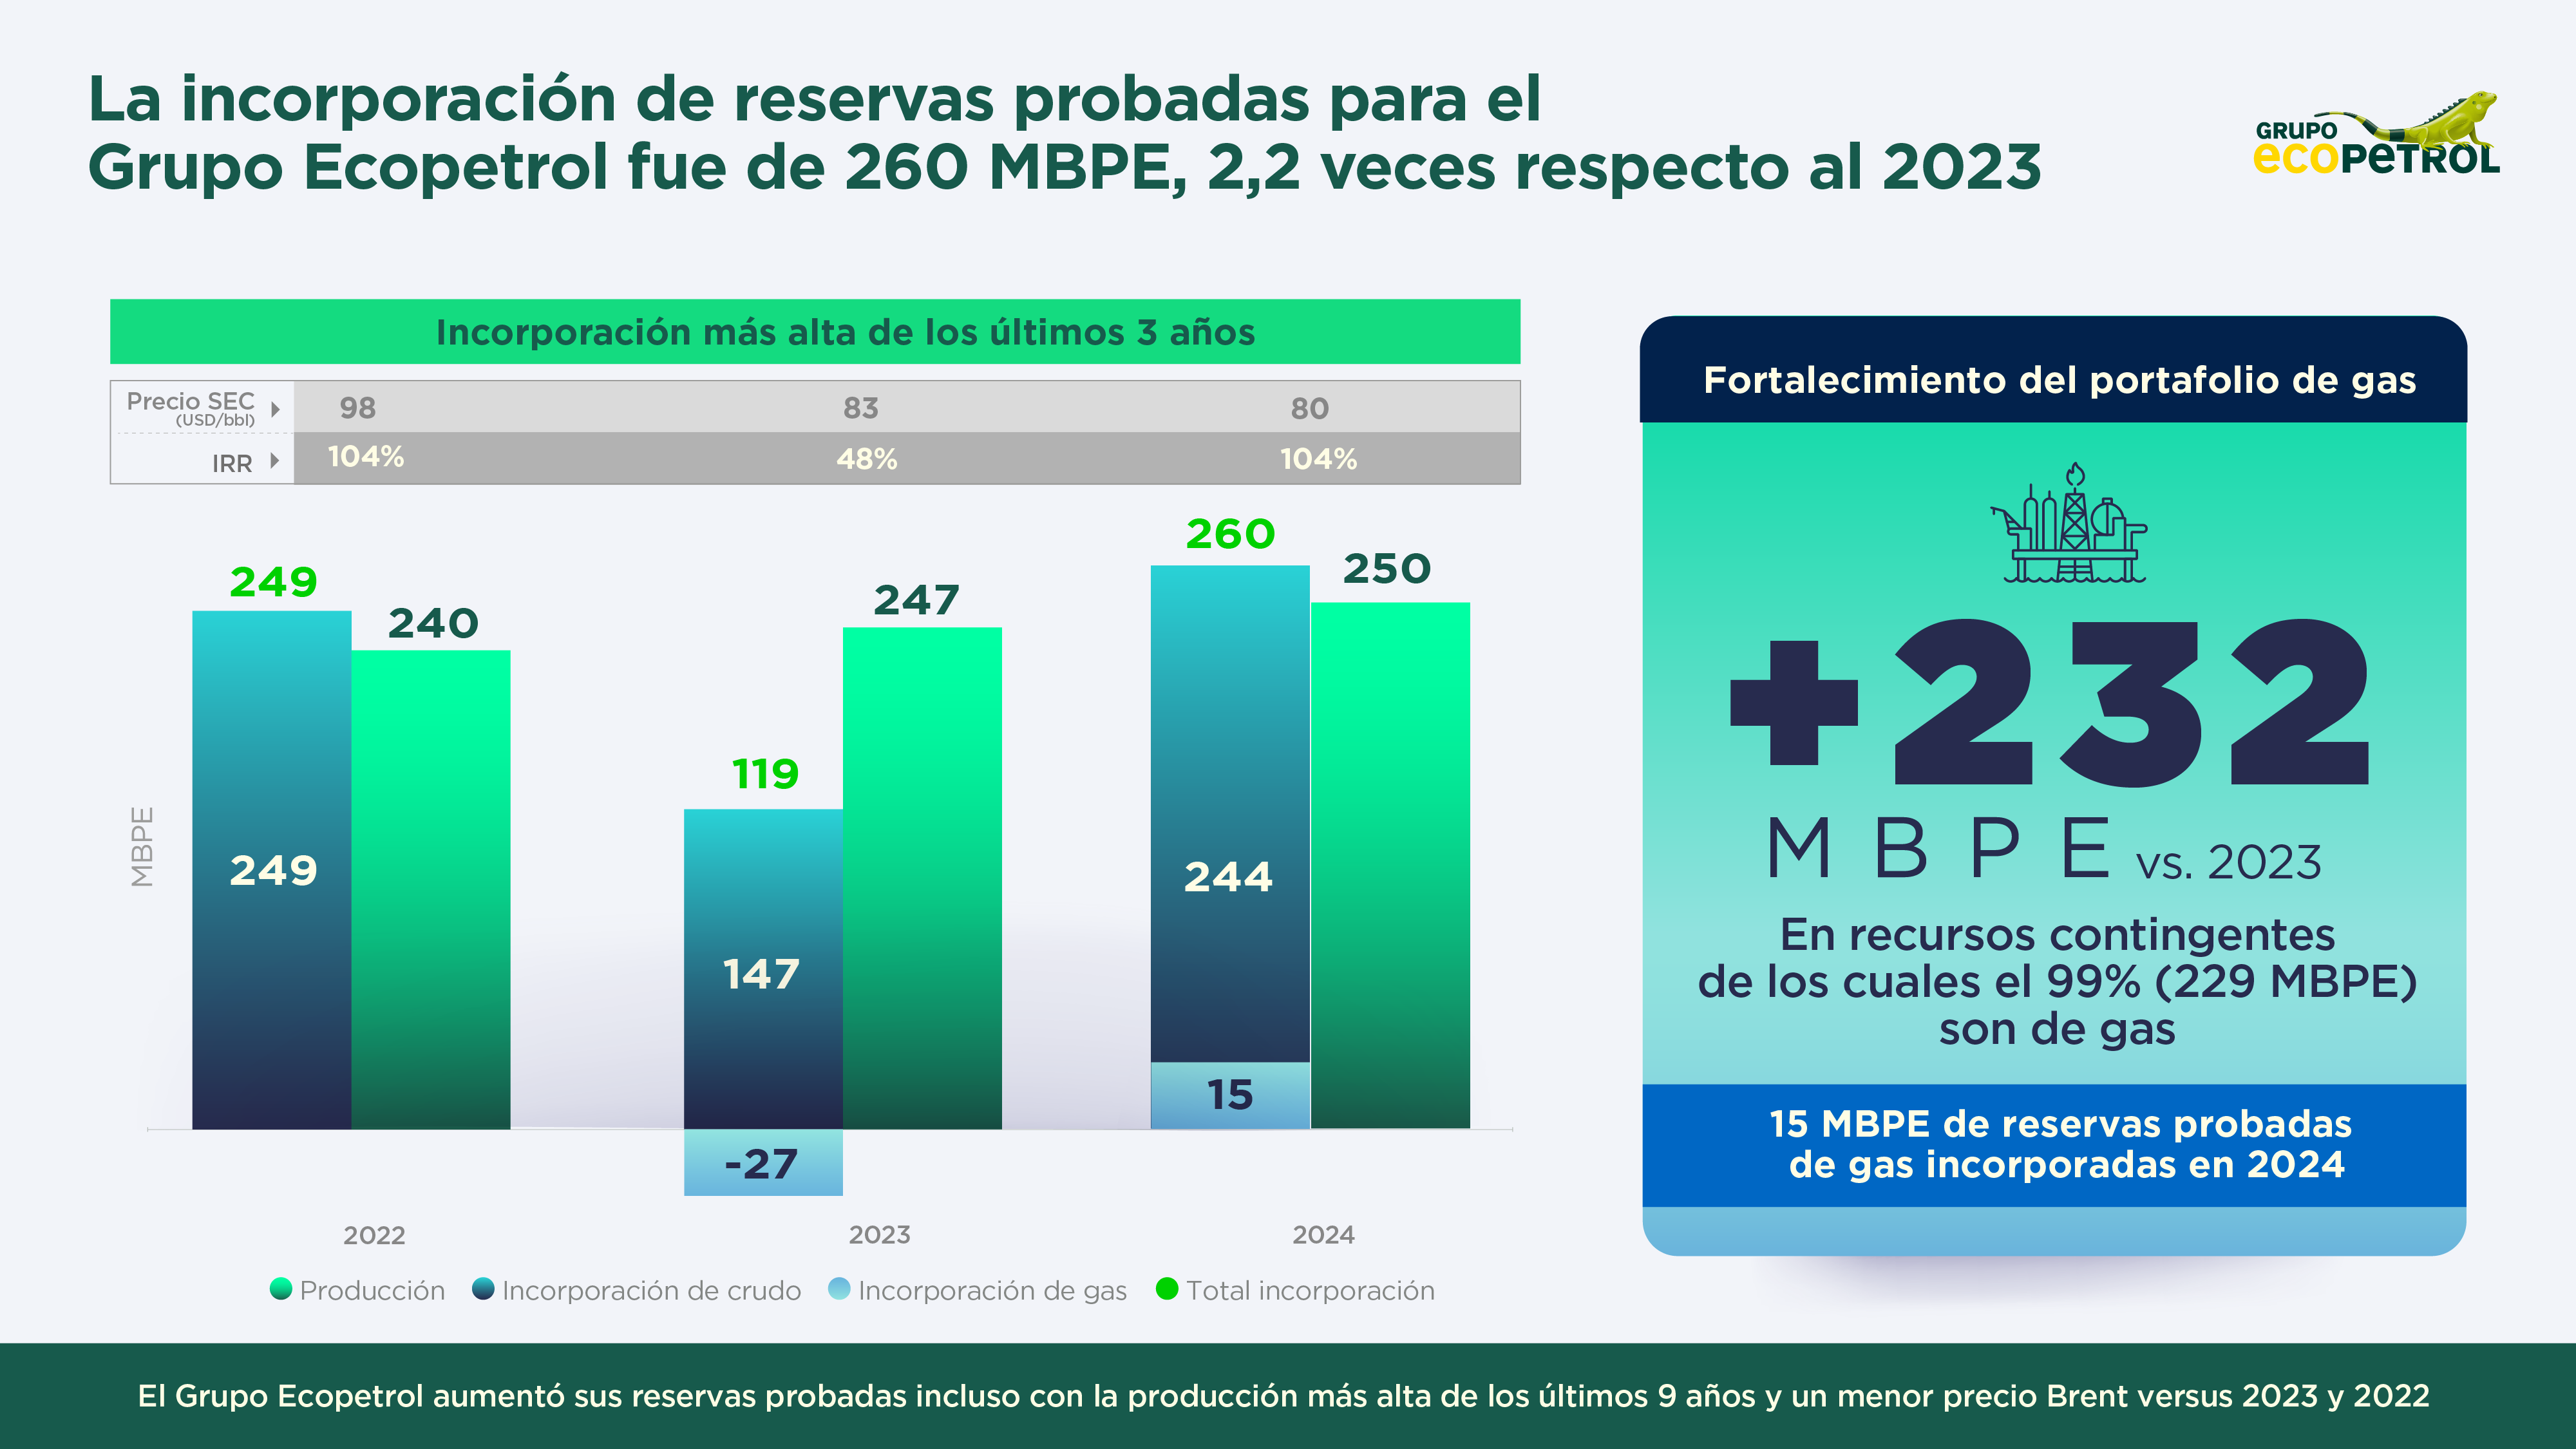 La incorporación de reservas probadas para el
Grupo Ecopetrol fue de 260 MBPE, 2,2 veces respecto al 2023
GRUPO
ecoPETROL
Incorporación más alta de los últimos 3 años
Precio SEC 98 83 80
(USD/bbl)
IRR 104% 48% 104%
260
250
249
247
240
119
MBPE
249
244
147
15
-27
2022 2023 2024
Producción Incorporación de crudo Incorporación de gas Total incorporación
Fortalecimiento del portafolio de gas
+232
MBPE vs. 2023
En recursos contingentes
de los cuales el 99% (229 MBPE)
son de gas
15 MBPE de reservas probadas
de gas incorporadas en 2024
El Grupo Ecopetrol aumentó sus reservas probadas incluso con la producción más alta de los últimos 9 años y un menor precio Brent versus 2023 y 2022